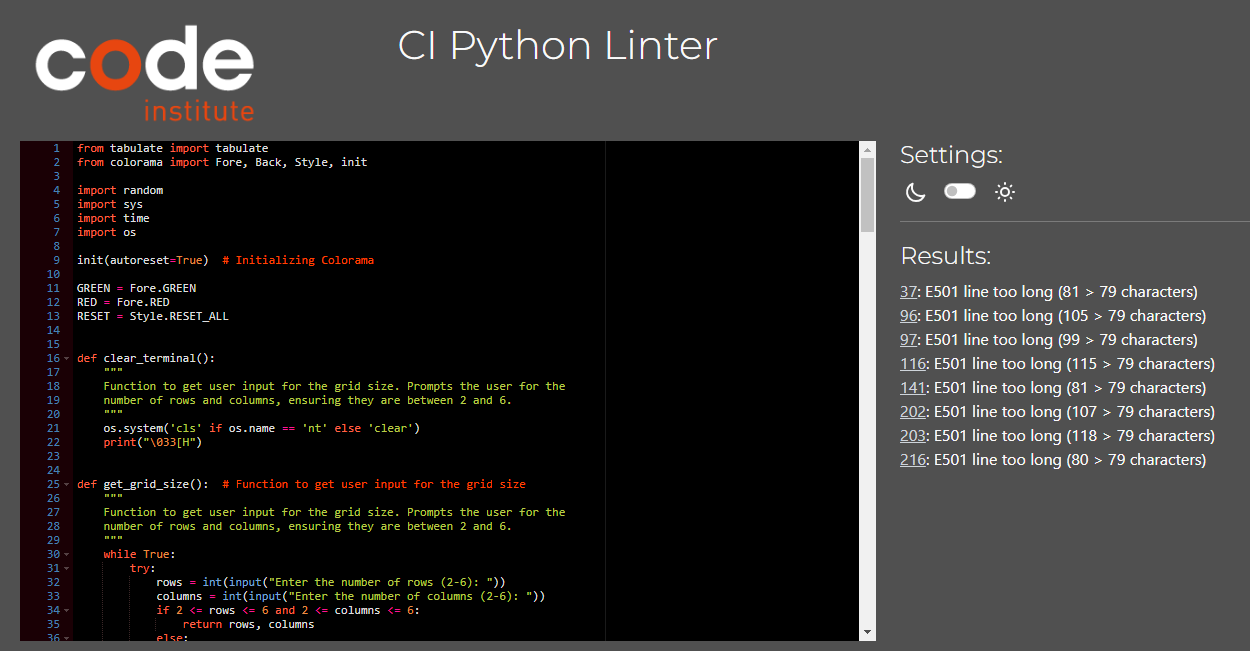 code
institute
CI Python Linter
1 from tabulate import tabulate
2 from colorama import Fore, Back, Style, init
3
4 import random
5 import sys
6 import time
7 import os
8
9 init(autoreset=True)  # Initializing Colorama
10
11 GREEN = Fore.GREEN
12 RED = Fore.RED
13 RESET = Style.RESET_ALL
14
15
16 def clear_terminal():
17     """
18     Function to get user input for the grid size. Prompts the user for the
19     number of rows and columns, ensuring they are between 2 and 6.
20     """
21     os.system('cls' if os.name == 'nt' else 'clear')
22     print("\033[H")
23
24
25 def get_grid_size():  # Function to get user input for the grid size
26     """
27     Function to get user input for the grid size. Prompts the user for the
28     number of rows and columns, ensuring they are between 2 and 6.
29     """
30     while True:
31         try:
32             rows = int(input("Enter the number of rows (2-6): "))
33             columns = int(input("Enter the number of columns (2-6): "))
34             if 2 <= rows <= 6 and 2 <= columns <= 6:
35                 return rows, columns
36             else:
Settings:
Results:
37: E501 line too long (81 > 79 characters)
96: E501 line too long (105 > 79 characters)
97: E501 line too long (99 > 79 characters)
116: E501 line too long (115 > 79 characters)
141: E501 line too long (81 > 79 characters)
202: E501 line too long (107 > 79 characters)
203: E501 line too long (118 > 79 characters)
216: E501 line too long (80 > 79 characters)